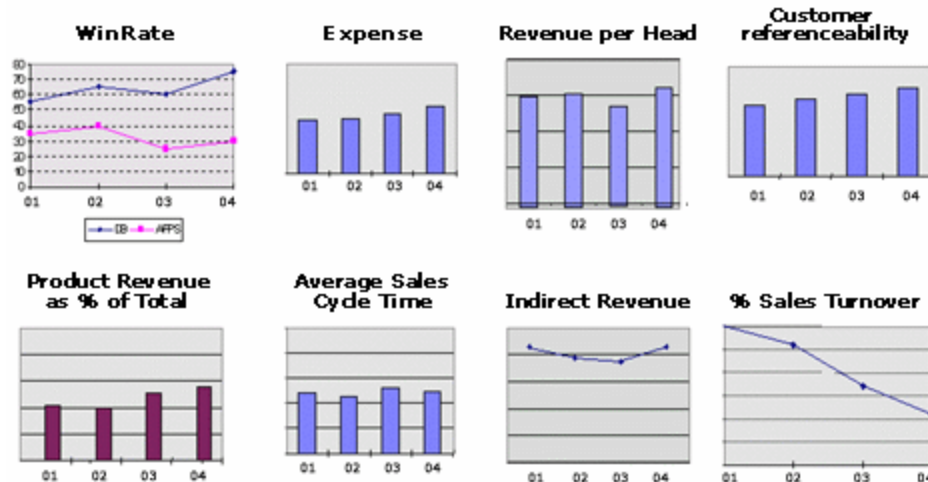 WinRate
80
70
60
50
40
30
20
10
0
01 02 03 04
DB APPS
Expense
01 02 03 04
Revenue per Head
01 02 03 04
Customer
referenceability
01 02 03 04
Product Revenue
as % of Total
01 02 03 04
Average Sales
Cycle Time
01 02 03 04
Indirect Revenue
01 02 03 04
% Sales Turnover
01 02 03 04